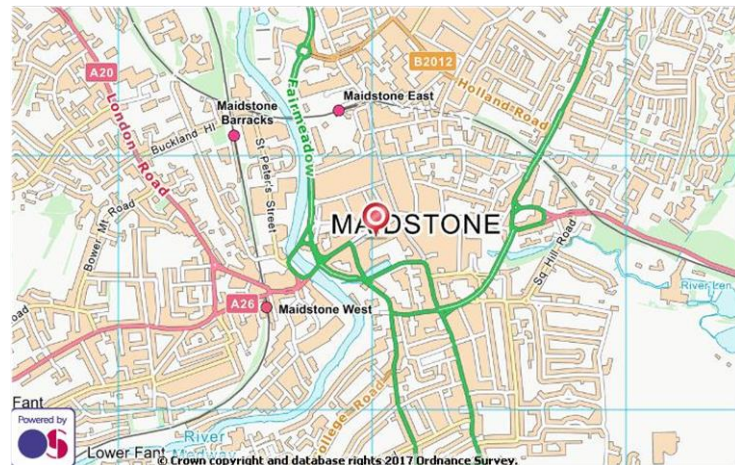 A20
London Road
Buckland Hl
Maidstone
Barracks
St. Peter's Street
Fairmeadow
Maidstone East
B2012
Holland Road
Bower Mt Road
MAIDSTONE
Sq Hill Road
River Len
A26
Maidstone West
College Road
Fant
Lower Fant
River
Medway
Powered by
OS
© Crown copyright and database rights 2017 Ordnance Survey.